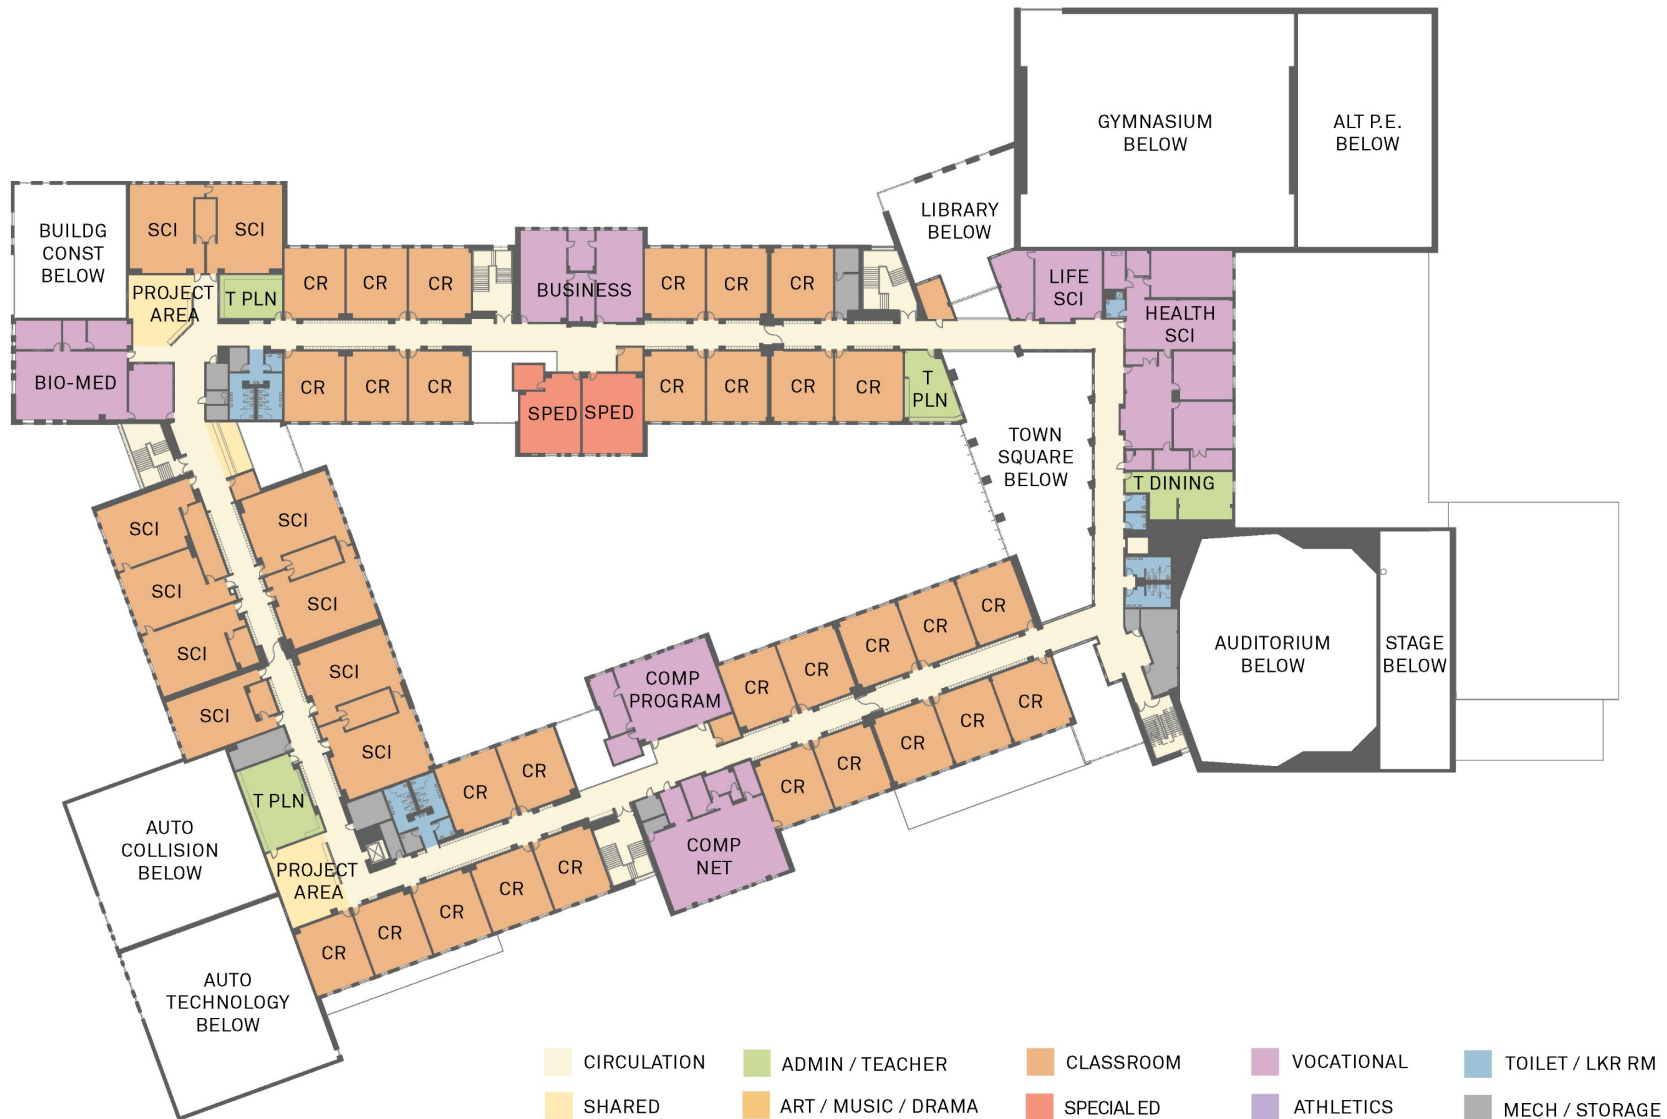 GYMNASIUM
BELOW
ALT P.E.
BELOW
LIBRARY
BELOW
BUILDG
CONST
BELOW
SCI
SCI
PROJECT
AREA
T PLN
CR
CR
CR
BUSINESS
CR
CR
CR
LIFE
SCI
HEALTH
SCI
BIO-MED
CR
CR
CR
SPED
SPED
CR
CR
CR
CR
T
PLN
TOWN
SQUARE
BELOW
T DINING
SCI
SCI
SCI
SCI
SCI
SCI
SCI
SCI
AUDITORIUM
BELOW
STAGE
BELOW
COMP
PROGRAM
CR
CR
CR
CR
CR
CR
CR
CR
CR
CR
CR
CR
T PLN
AUTO
COLLISION
BELOW
PROJECT
AREA
COMP
NET
CR
CR
CR
CR
CR
AUTO
TECHNOLOGY
BELOW
CIRCULATION
ADMIN / TEACHER
CLASSROOM
VOCATIONAL
TOILET / LKR RM
SHARED
ART / MUSIC / DRAMA
SPECIAL ED
ATHLETICS
MECH / STORAGE